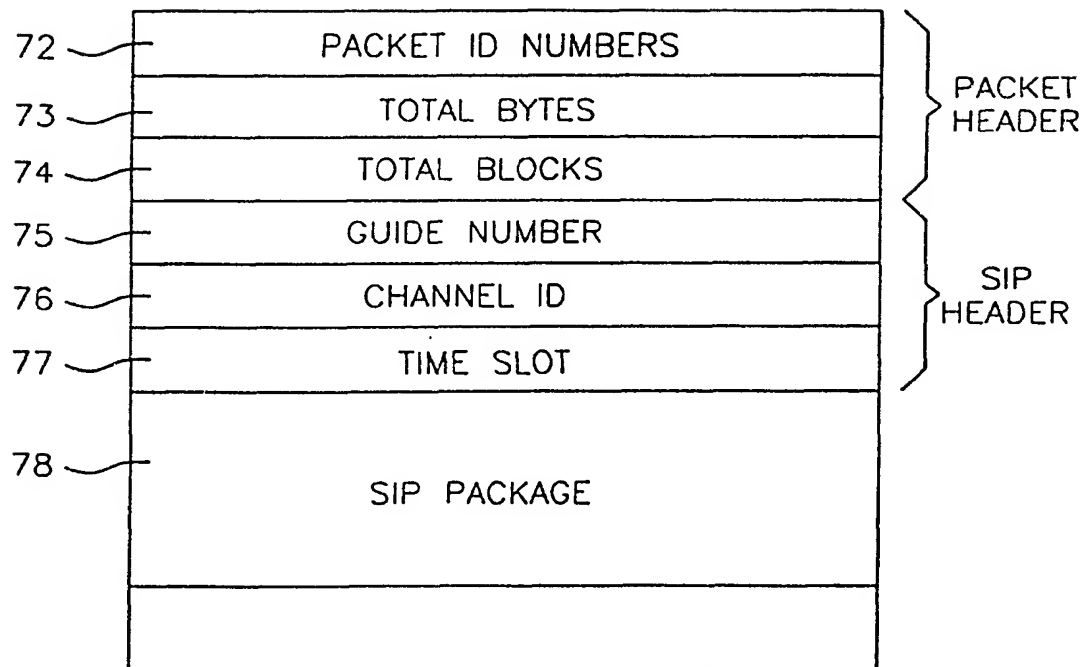 72 PACKET ID NUMBERS
73 TOTAL BYTES
74 TOTAL BLOCKS
PACKET
HEADER
75 GUIDE NUMBER
76 CHANNEL ID
77 TIME SLOT
SIP
HEADER
78 SIP PACKAGE